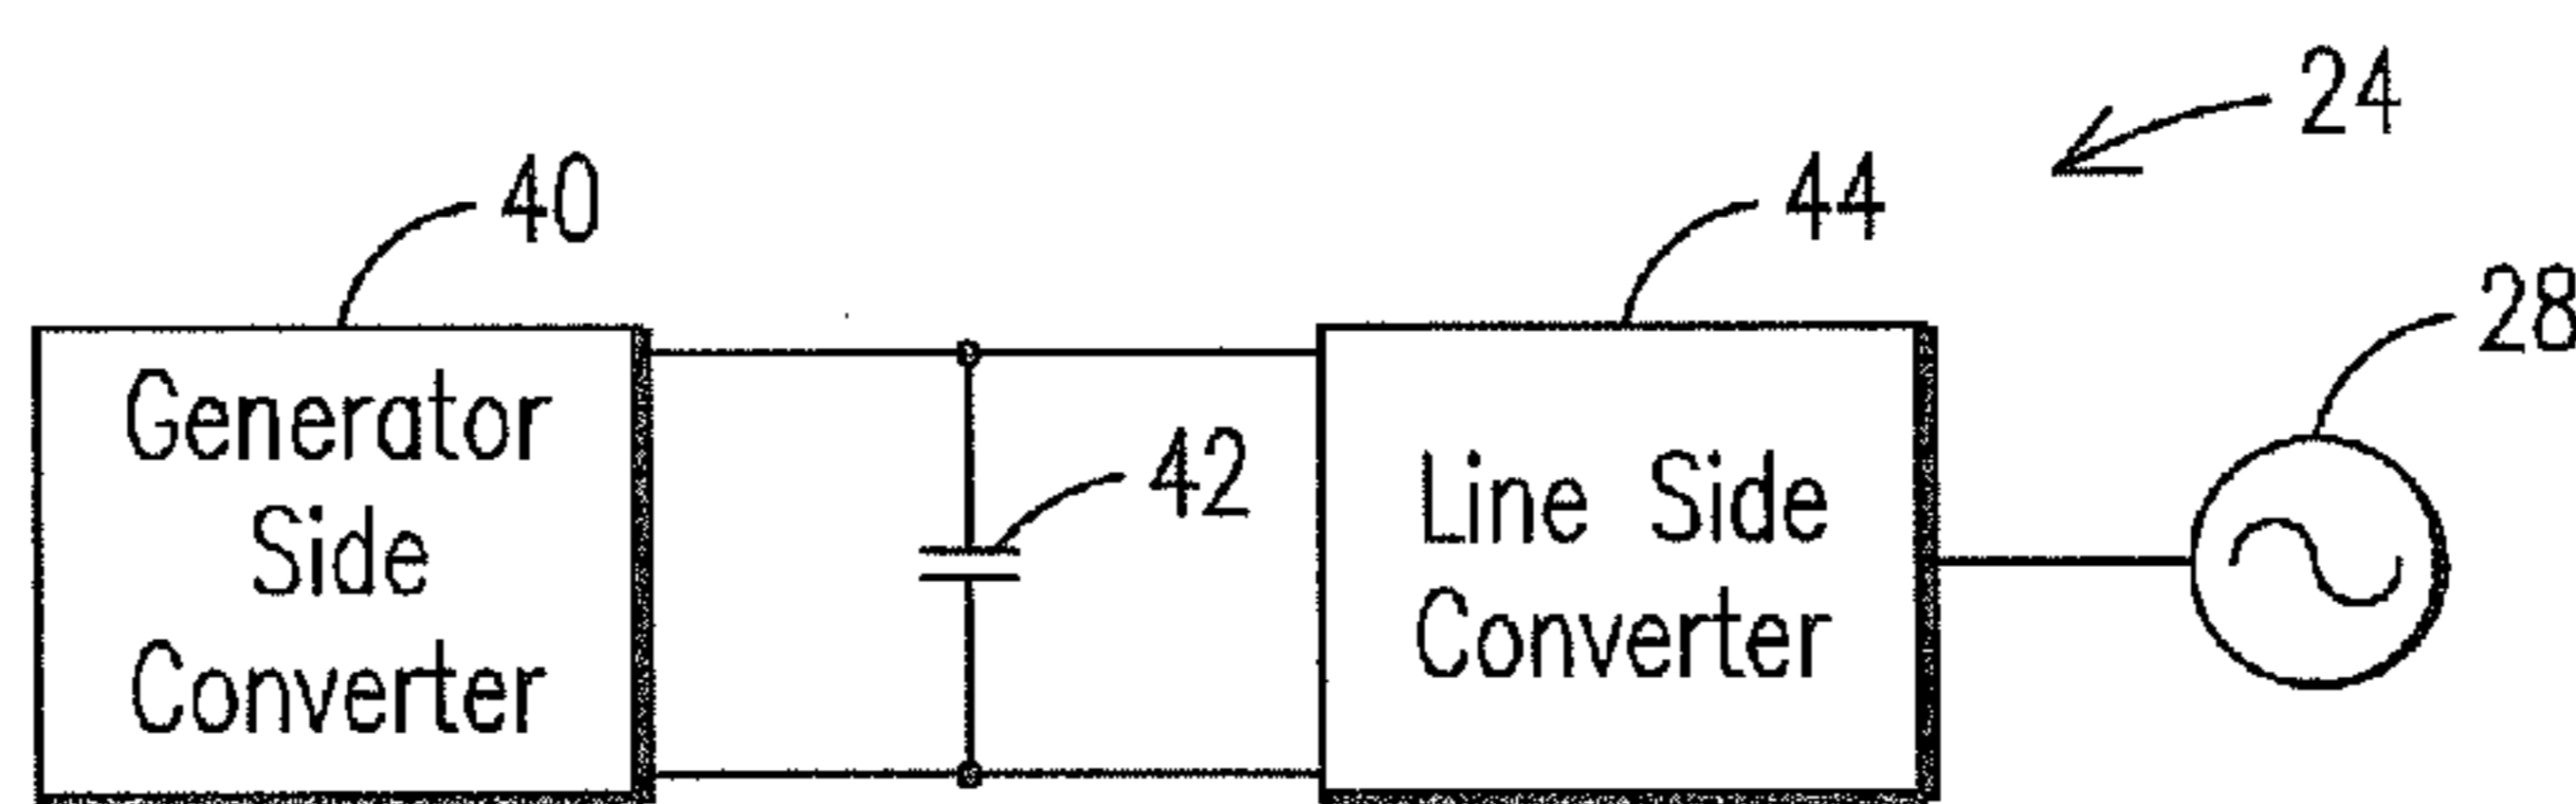 24
40
44
28
Generator
Side
Converter
42
Line Side
Converter